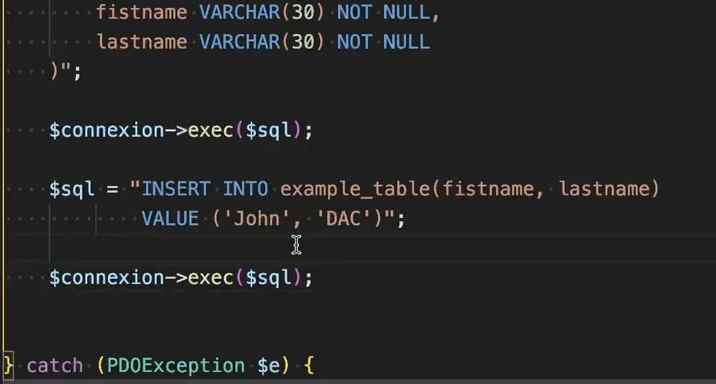 fistname VARCHAR(30) NOT NULL,
lastname VARCHAR(30) NOT NULL
)";
$connexion->exec($sql);
$sql = "INSERT INTO example_table(fistname, lastname)
VALUE ('John', 'DAC')";
$connexion->exec($sql);
} catch (PDOException $e) {